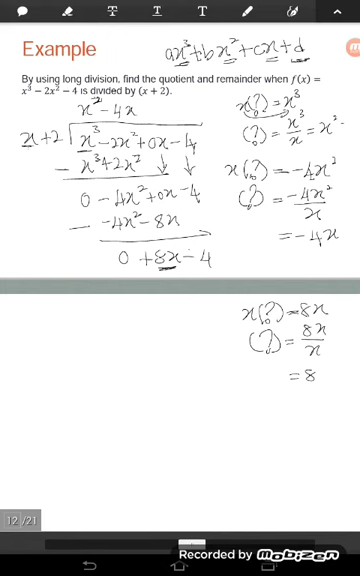 Example
ax³+bx²+cx+d
By using long division, find the quotient and remainder when f(x) =
x³ − 2x² − 4 is divided by (x + 2).
x² - 4x
x+2 x³ - 2x² + 0x - 4
- x³ + 2x²
0 - 4x² + 0x - 4
- -4x² - 8x
0 + 8x - 4
x(?) = x³
(?) = x³/x = x²
x(?) = -4x²
(?) = -4x²/x
= -4x
x(?) = 8x
(?) = 8x/x
= 8
12 /21
Recorded by Mobizen